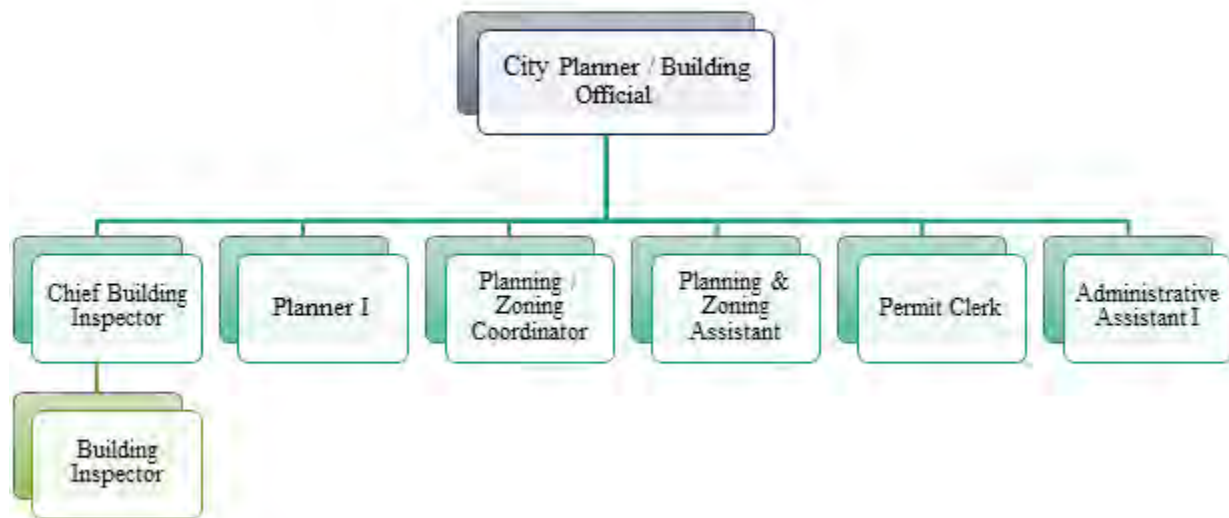 City Planner / Building
Official
Chief Building
Inspector
Planner I
Planning /
Zoning
Coordinator
Planning &
Zoning
Assistant
Permit Clerk
Administrative
Assistant I
Building
Inspector